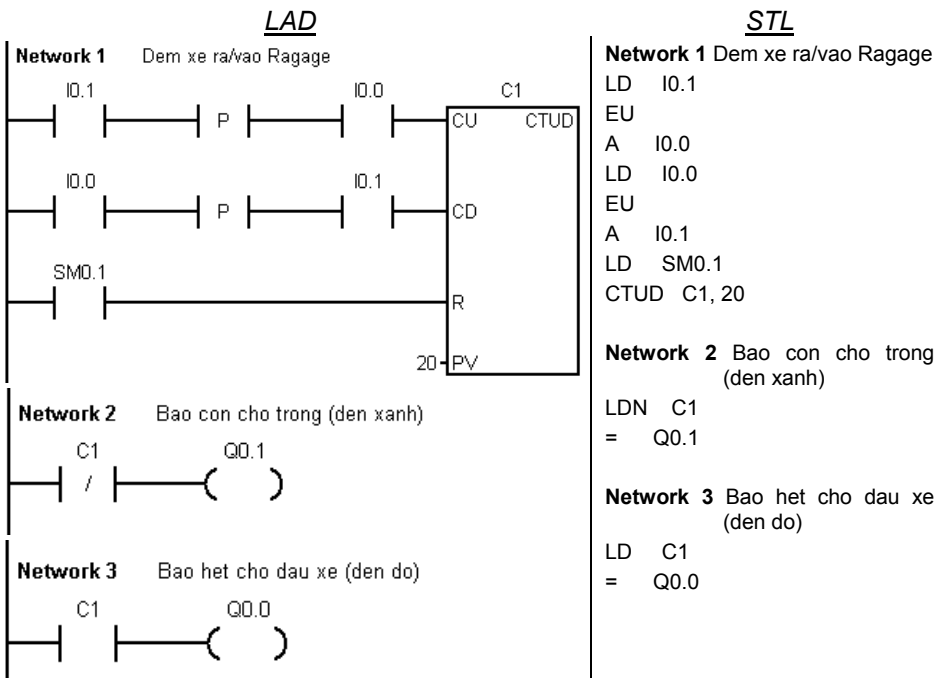 LAD
Network 1 Dem xe ra/vao Ragage
I0.1 I0.0 C1
P CU CTUD
I0.0 I0.1
P CD
SM0.1
R
20 PV
Network 2 Bao con cho trong (den xanh)
C1 Q0.1
/
Network 3 Bao het cho dau xe (den do)
C1 Q0.0
STL
Network 1 Dem xe ra/vao Ragage
LD I0.1
EU
A I0.0
LD I0.0
EU
A I0.1
LD SM0.1
CTUD C1, 20
Network 2 Bao con cho trong
(den xanh)
LDN C1
= Q0.1
Network 3 Bao het cho dau xe
(den do)
LD C1
= Q0.0